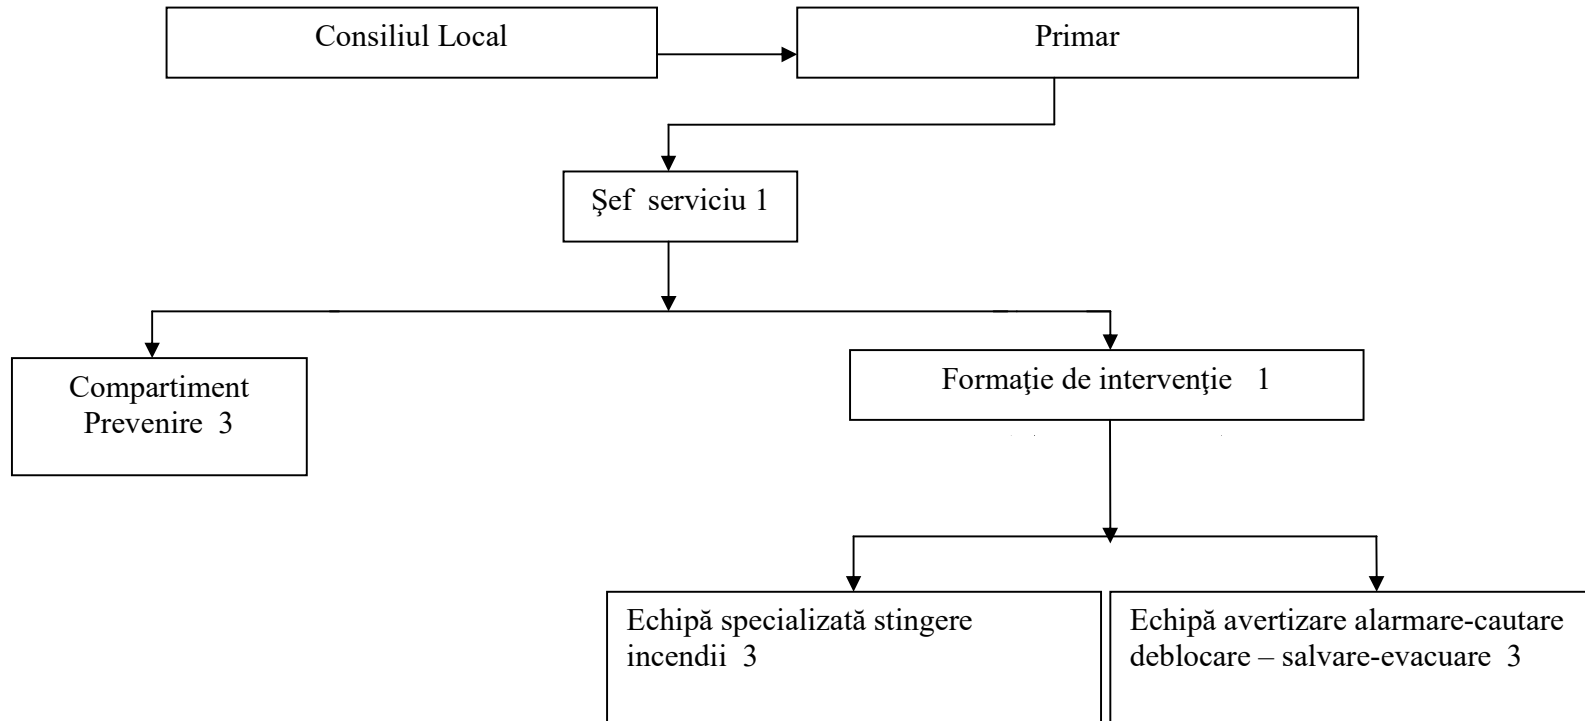 Consiliul Local
Primar
Şef serviciu 1
Compartiment
Prevenire 3
Formaţie de intervenţie 1
Echipă specializată stingere
incendii 3
Echipă avertizare alarmare-cautare
deblocare – salvare-evacuare 3